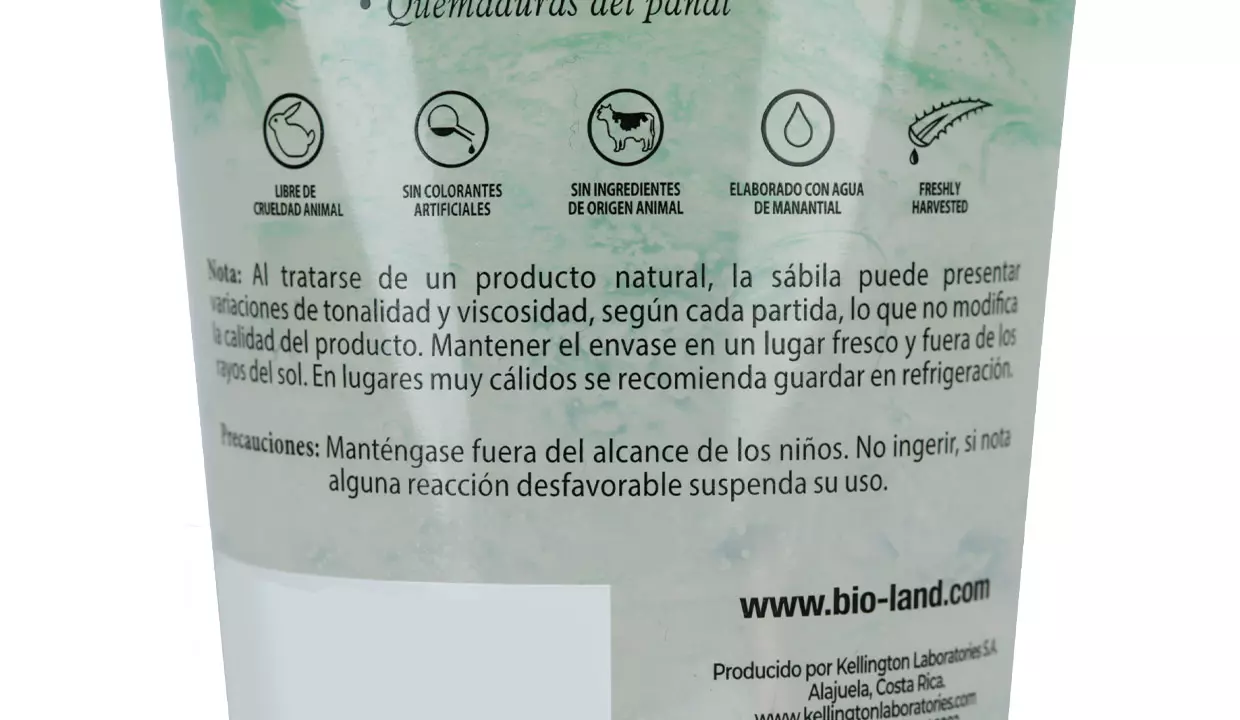 • Quemaduras del pañal
LIBRE DE
CRUELDAD ANIMAL
SIN COLORANTES
ARTIFICIALES
SIN INGREDIENTES
DE ORIGEN ANIMAL
ELABORADO CON AGUA
DE MANANTIAL
FRESHLY
HARVESTED
Nota: Al tratarse de un producto natural, la sábila puede presentar
variaciones de tonalidad y viscosidad, según cada partida, lo que no modifica
la calidad del producto. Mantener el envase en un lugar fresco y fuera de los
rayos del sol. En lugares muy cálidos se recomienda guardar en refrigeración.
Precauciones: Manténgase fuera del alcance de los niños. No ingerir, si nota
alguna reacción desfavorable suspenda su uso.
www.bio-land.com
Producido por Kellington Laboratories S.A.
Alajuela, Costa Rica.
www.kellingtonlaboratories.com